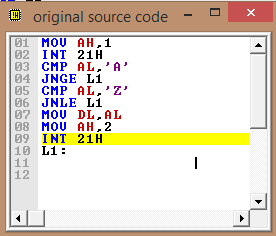 original source code
01 MOV AH,1
02 INT 21H
03 CMP AL,'A'
04 JNGE L1
05 CMP AL,'Z'
06 JNLE L1
07 MOV DL,AL
08 MOV AH,2
09 INT 21H
10 L1:
11
12